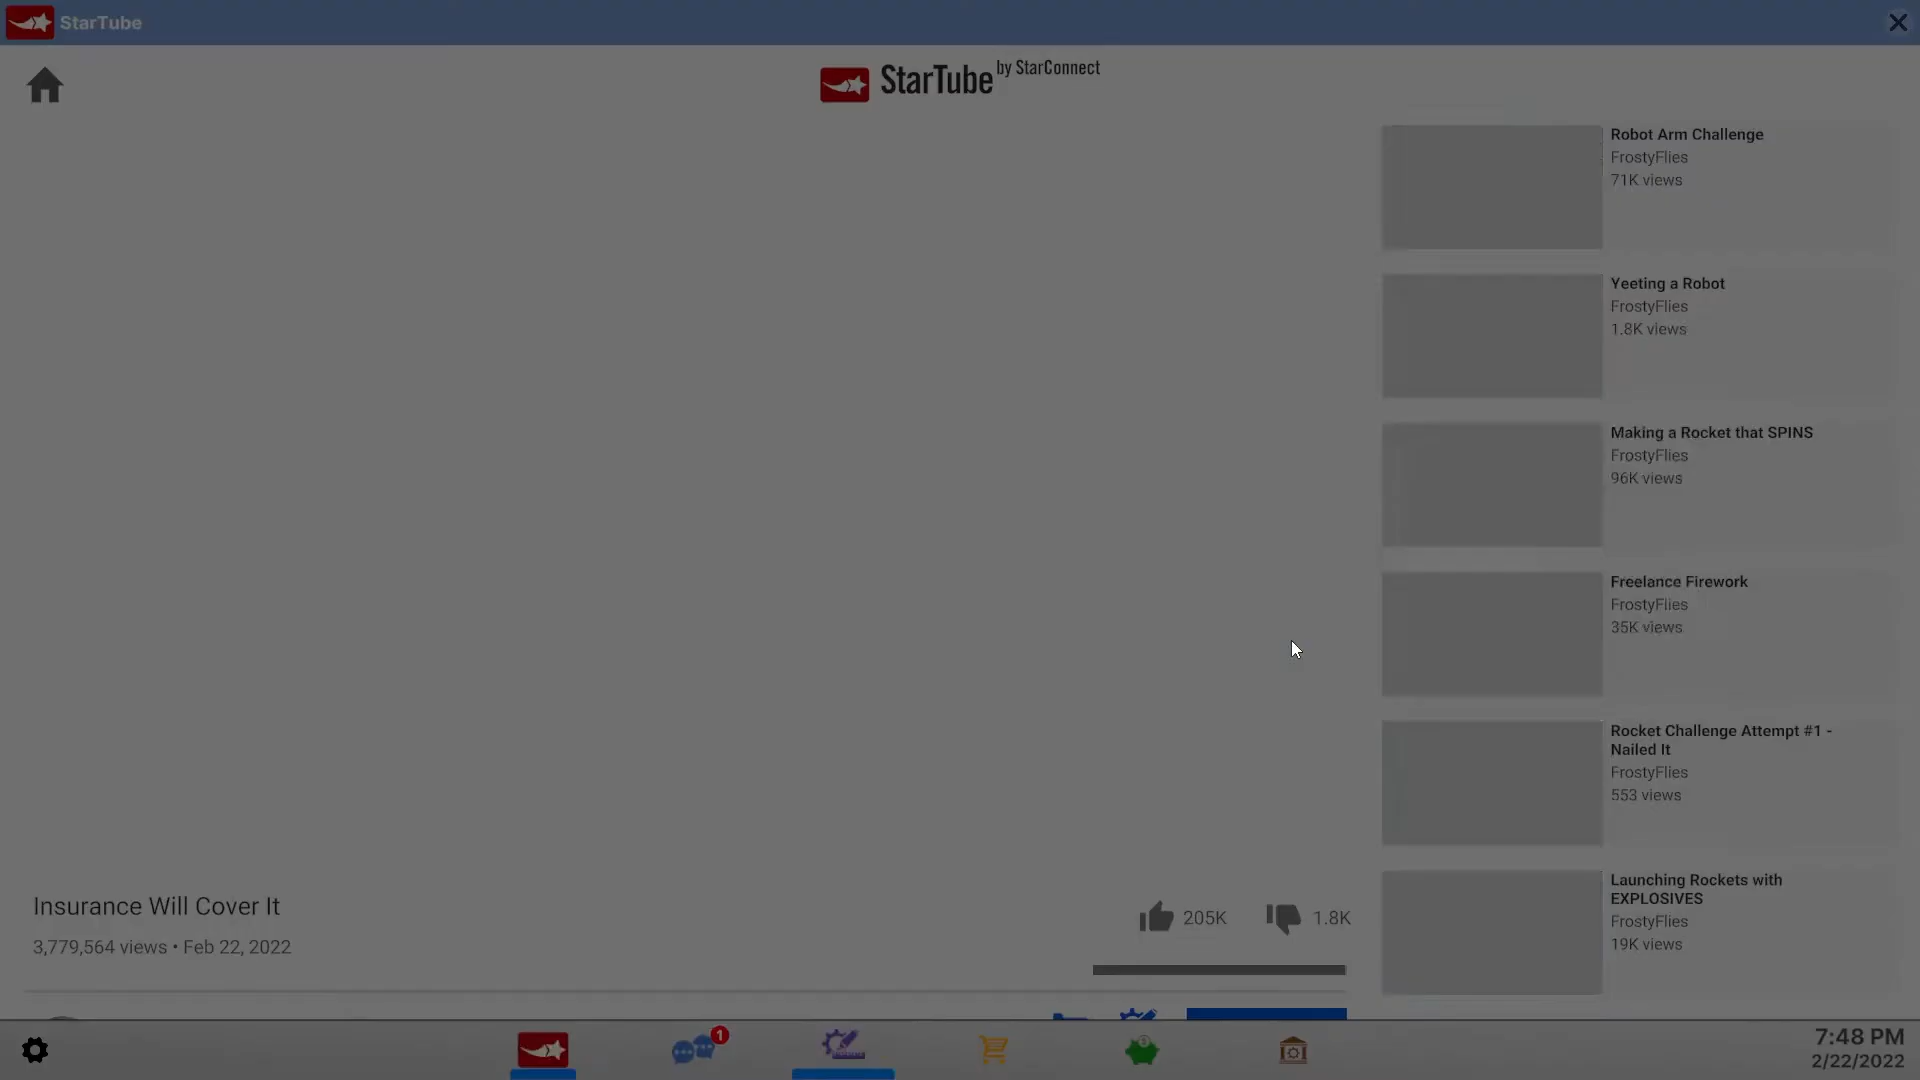 StarTube
StarTube by StarConnect
Robot Arm Challenge
FrostyFlies
71K views
Yeeting a Robot
FrostyFlies
1.8K views
Making a Rocket that SPINS
FrostyFlies
96K views
Freelance Firework
FrostyFlies
35K views
Rocket Challenge Attempt #1 -
Nailed It
FrostyFlies
553 views
Launching Rockets with
EXPLOSIVES
FrostyFlies
19K views
Insurance Will Cover It
205K
1.8K
3,779,564 views • Feb 22, 2022
1
7:48 PM
2/22/2022